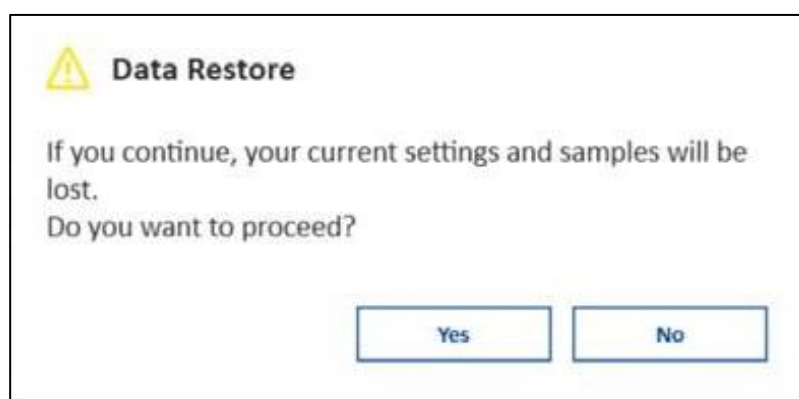 Data Restore
If you continue, your current settings and samples will be
lost.
Do you want to proceed?
Yes No